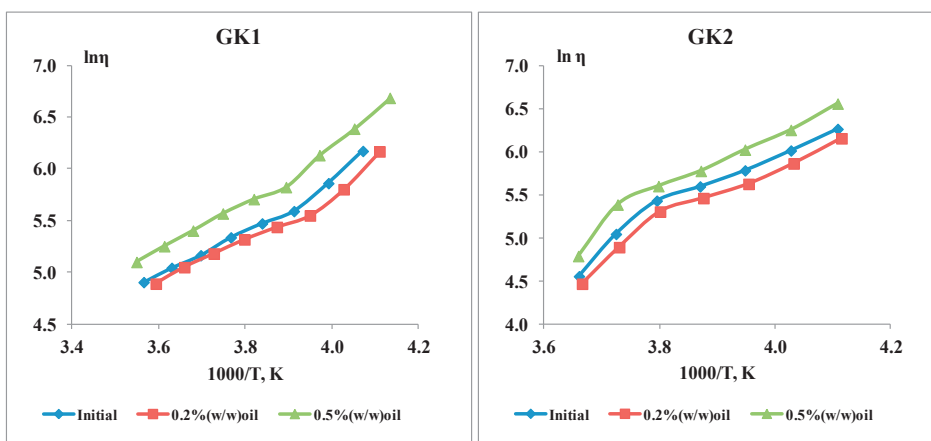 GK1
lnη
7.0
6.5
6.0
5.5
5.0
4.5
3.4 3.6 3.8 4.0 4.2
1000/T, K
Initial 0.2%(w/w)oil 0.5%(w/w)oil
GK2
ln η
7.0
6.5
6.0
5.5
5.0
4.5
4.0
3.6 3.8 4.0 4.2
1000/T, K
Initial 0.2%(w/w)oil 0.5%(w/w)oil